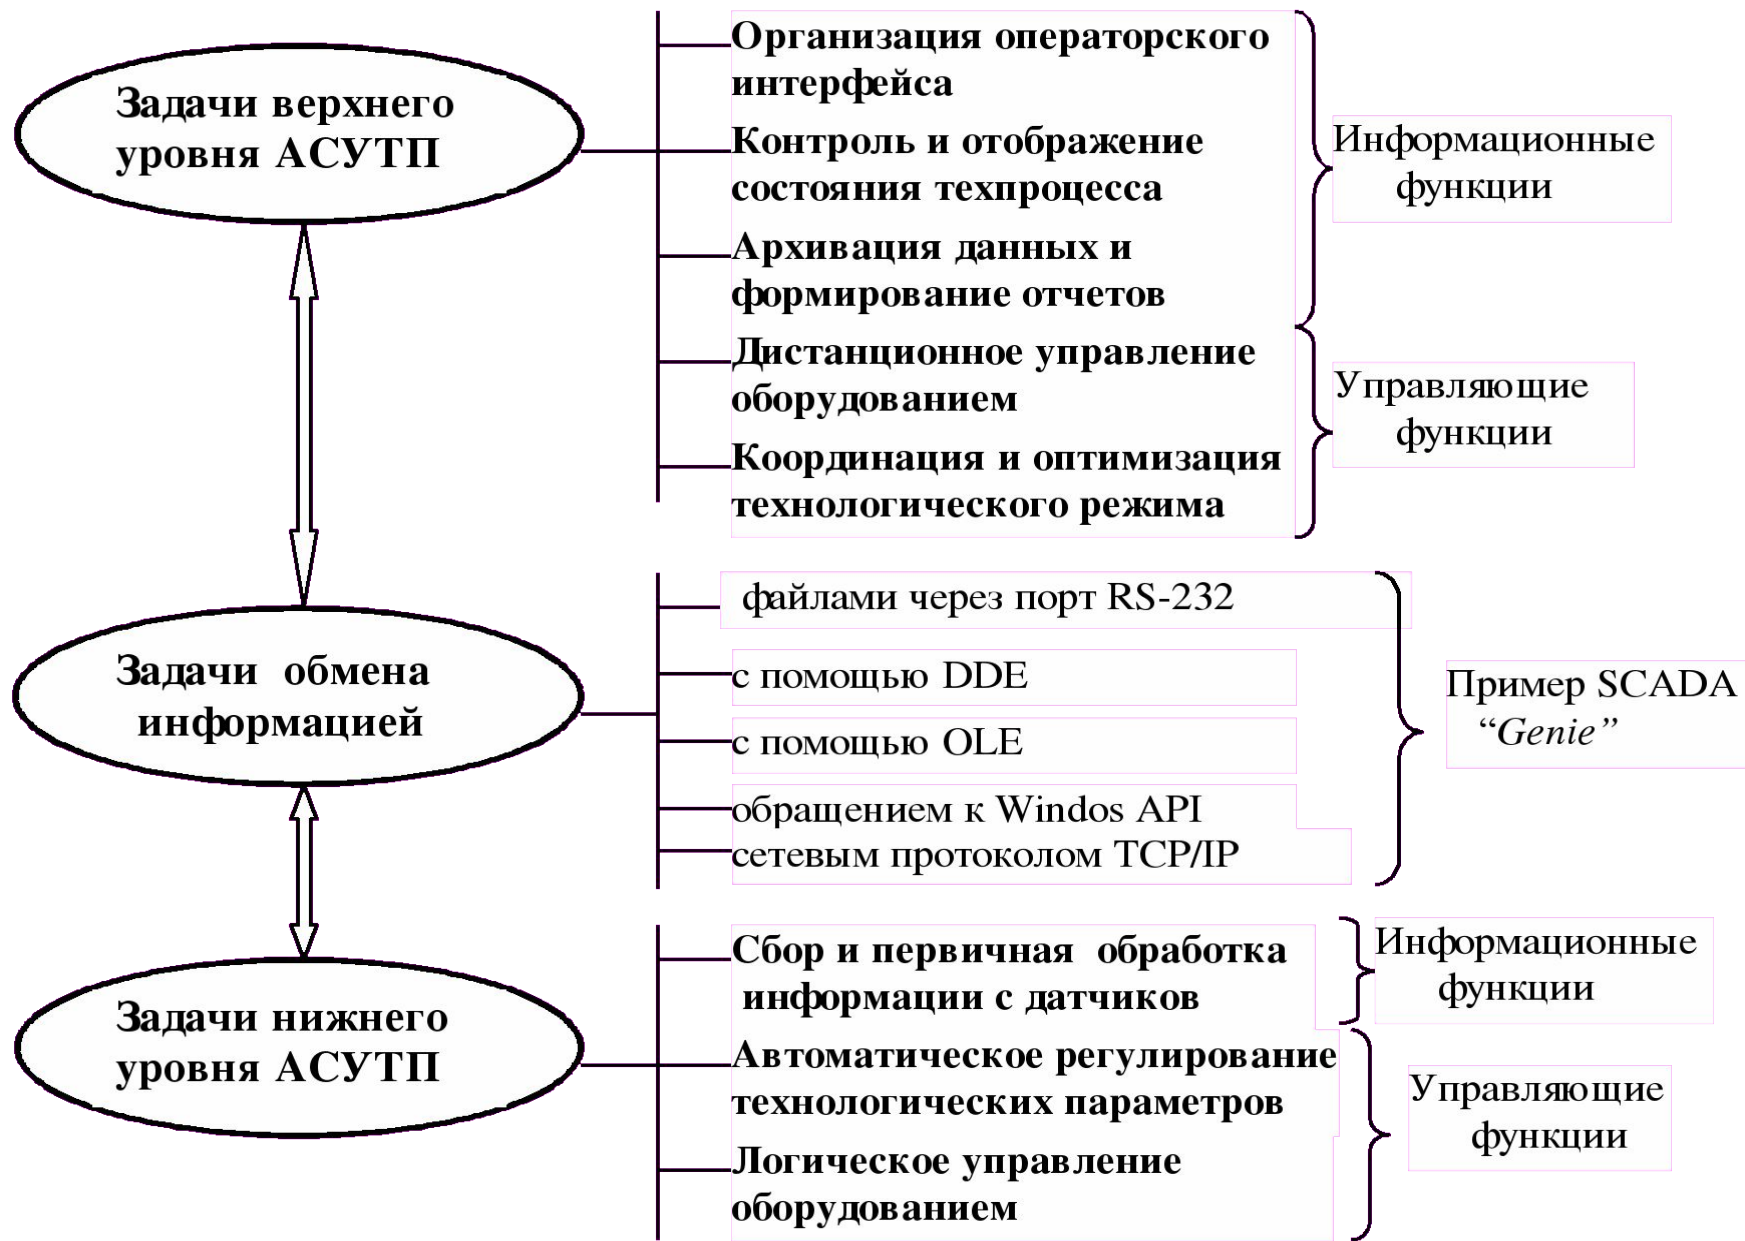 Задачи верхнего
уровня АСУТП
Организация операторского
интерфейса
Контроль и отображение
состояния техпроцесса
Архивация данных и
формирование отчетов
Дистанционное управление
оборудованием
Координация и оптимизация
технологического режима
Информационные
функции
Управляющие
функции
Задачи обмена
информацией
файлами через порт RS-232
с помощью DDE
с помощью OLE
обращением к Windos API
сетевым протоколом TCP/IP
Пример SCADA
“Genie”
Задачи нижнего
уровня АСУТП
Сбор и первичная обработка
информации с датчиков
Автоматическое регулирование
технологических параметров
Логическое управление
оборудованием
Информационные
функции
Управляющие
функции